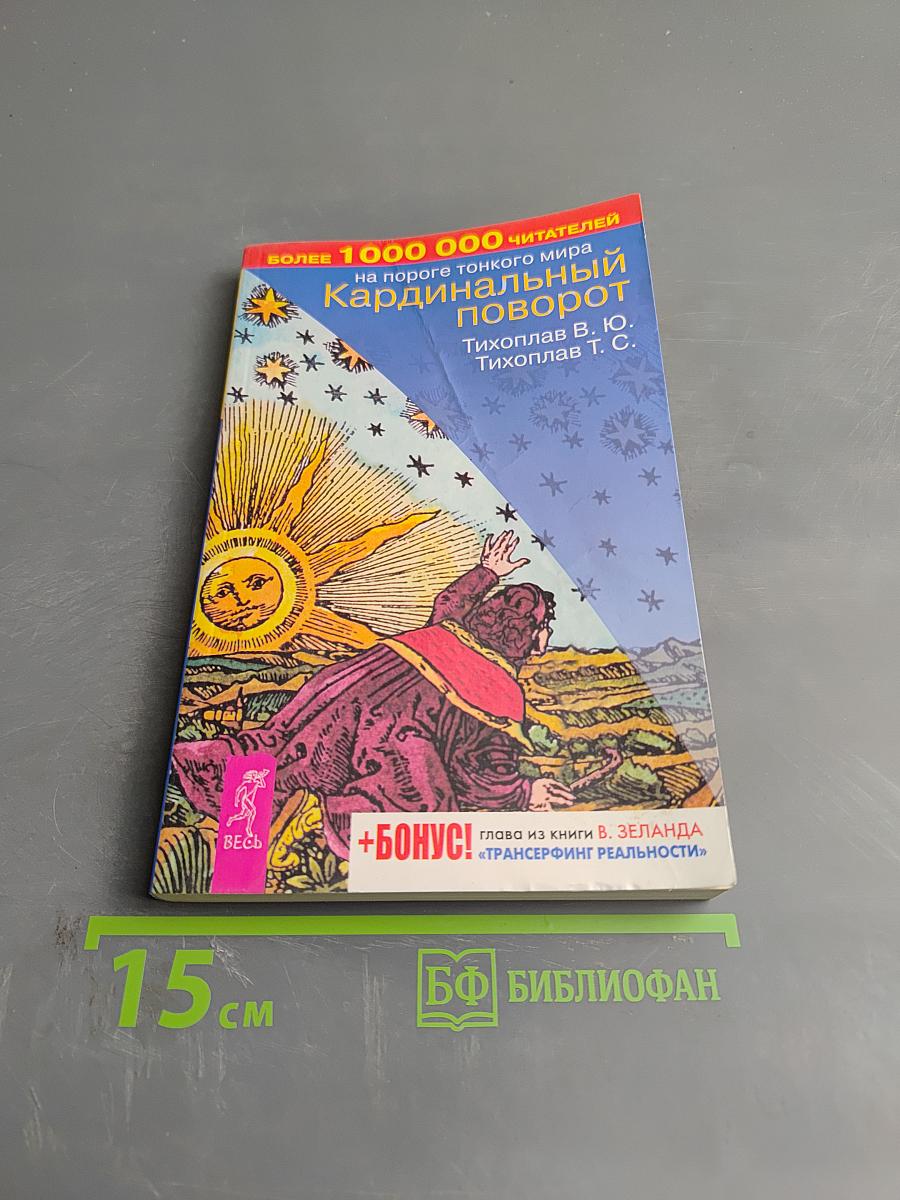 БОЛЕЕ 1 000 000 ЧИТАТЕЛЕЙ
на пороге тонкого мира
Кардинальный
поворот
Тихоплав В. Ю.
Тихоплав Т. С.
ВЕСЬ
+БОНУС! глава из книги В. ЗЕЛАНДА
«ТРАНСЕРФИНГ РЕАЛЬНОСТИ»
15 см
БФ БИБЛИОФАН